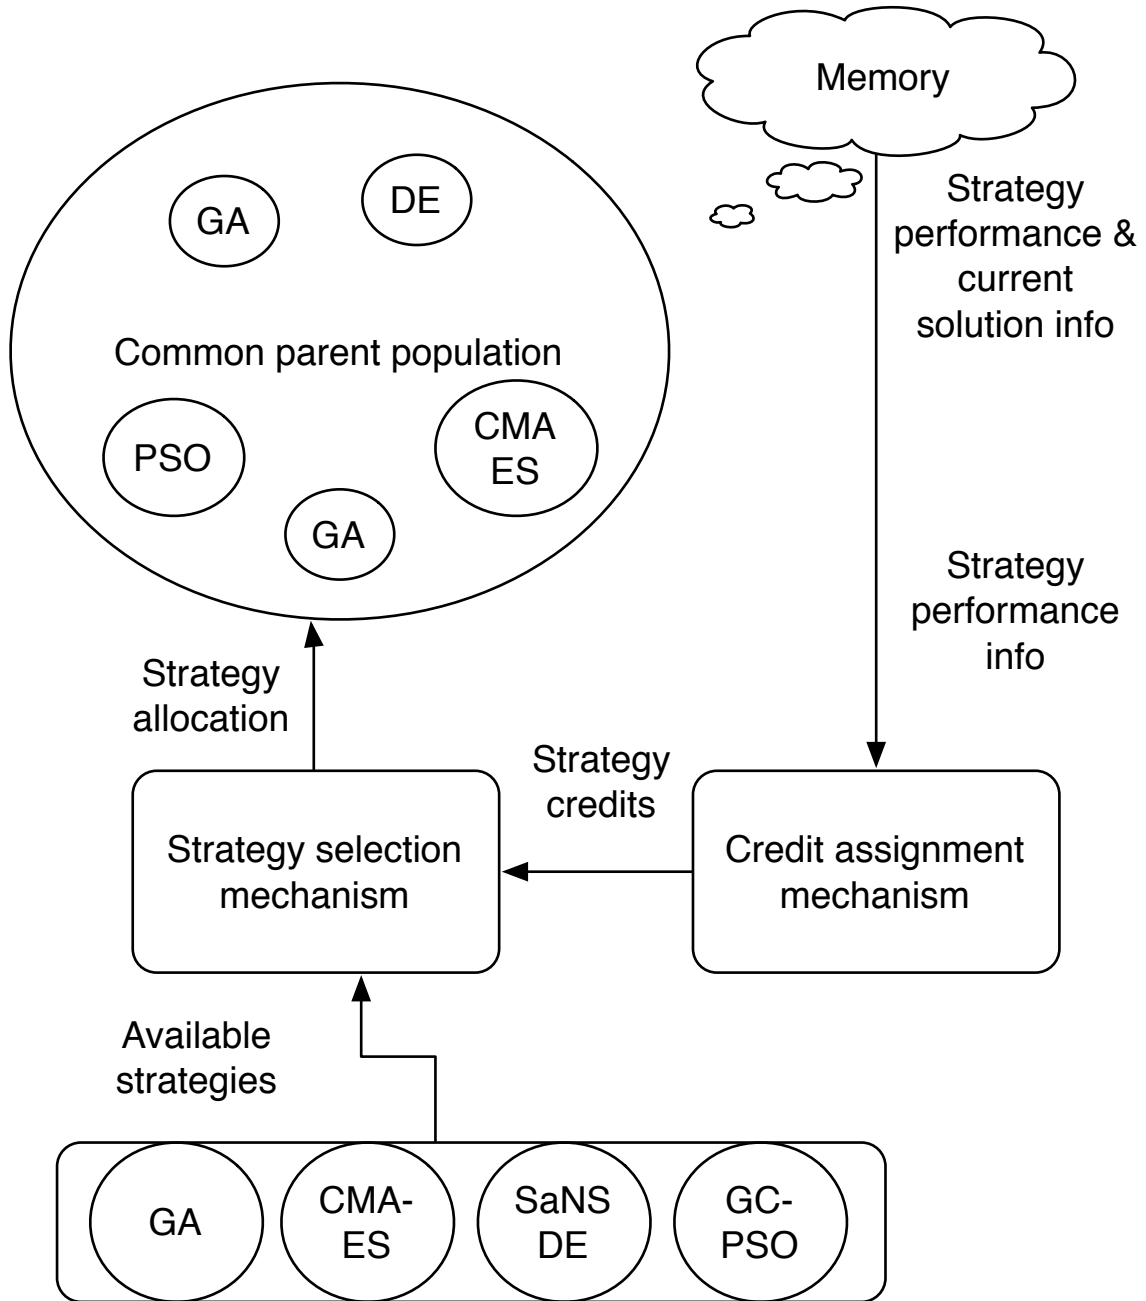 Memory
GA
DE
Strategy
performance &
current
solution info
Common parent population
PSO
CMA
ES
GA
Strategy
performance
info
Strategy
allocation
Strategy
credits
Strategy selection
mechanism
Credit assignment
mechanism
Available
strategies
GA
CMA-
ES
SaNS
DE
GC-
PSO